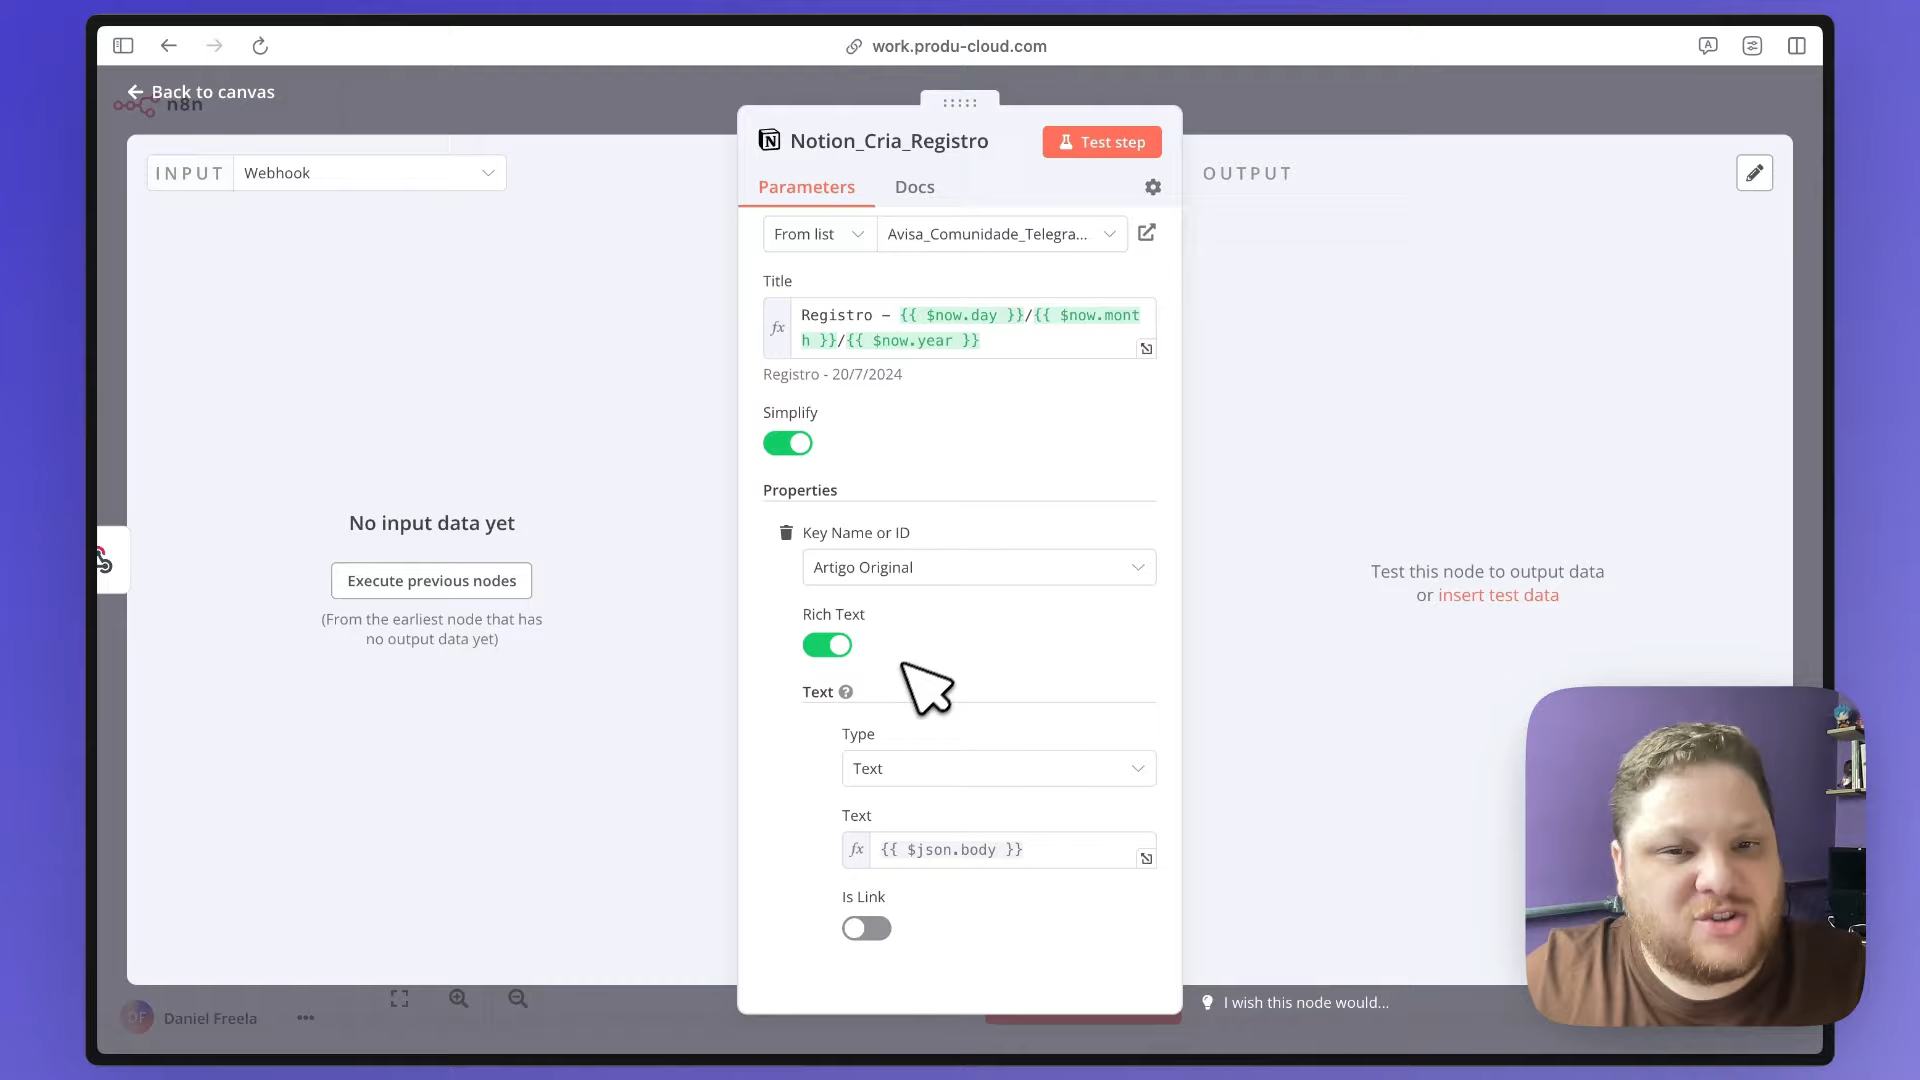 work.produ-cloud.com
Back to canvas
n8n
INPUT
Webhook
Notion_Cria_Registro
Test step
OUTPUT
Parameters
Docs
From list
Avisa_Comunidade_Telegra...
Title
fx
Registro – {{ $now.day }}/{{ $now.mont
h }}/{{ $now.year }}
Registro - 20/7/2024
Simplify
Properties
No input data yet
Execute previous nodes
(From the earliest node that has
no output data yet)
Key Name or ID
Artigo Original
Rich Text
Text
Type
Text
Text
fx
{{ $json.body }}
Is Link
Test this node to output data
or insert test data
I wish this node would...
DF
Daniel Freela